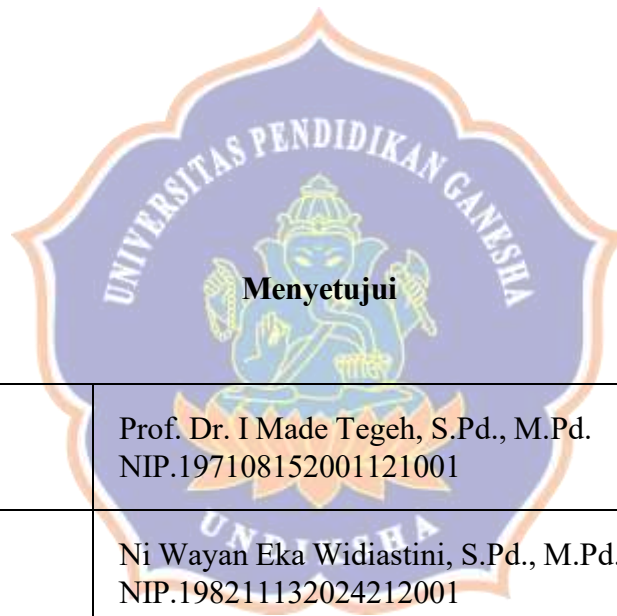 UNIVERSITAS PENDIDIKAN GANESHA
Menyetujui
Prof. Dr. I Made Tegeh, S.Pd., M.Pd.
NIP.197108152001121001
UNDIKSHA
Ni Wayan Eka Widiastini, S.Pd., M.Pd.
NIP.198211132024212001